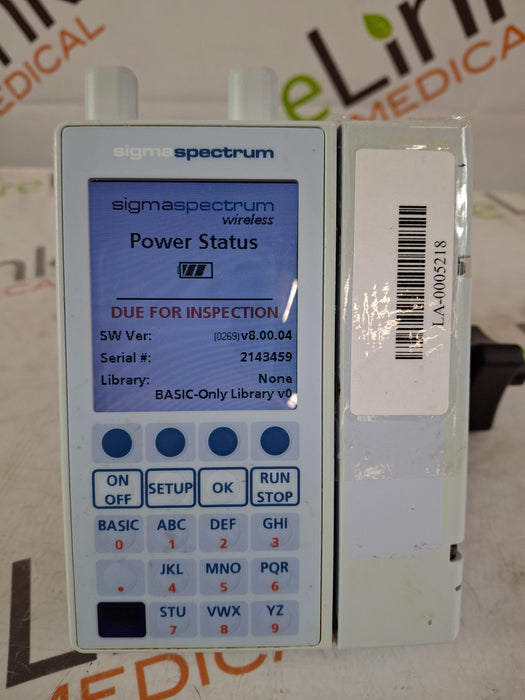 eLink
MEDICAL
sigmaspectrum
sigmaspectrum
wireless
Power Status
DUE FOR INSPECTION
SW Ver: (0269)v8.00.04
Serial #: 2143459
Library: None
BASIC-Only Library v0
LA-0005218
ON
OFF
SETUP
OK
RUN
STOP
BASIC ABC DEF GHI
0 1 2 3
JKL MNO PQR
. 4 5 6
STU VWX YZ
7 8 9
MEDICAL